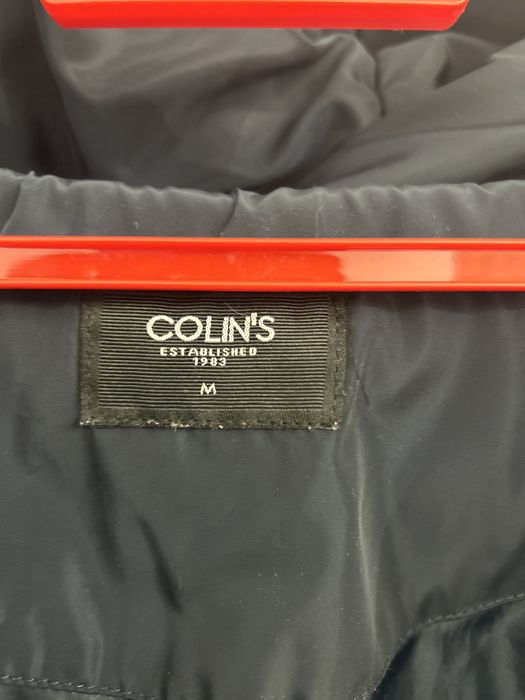 COLIN'S
ESTABLISHED
1983
M